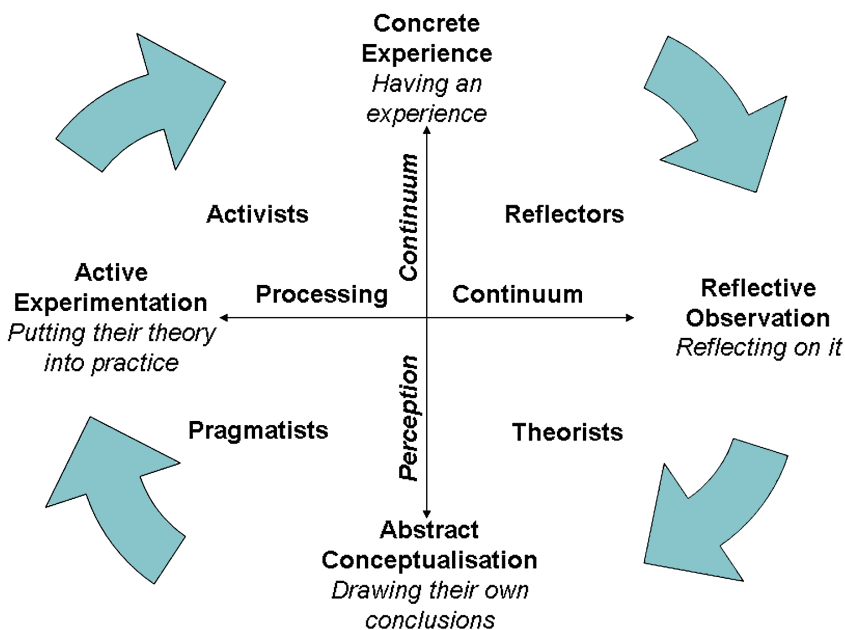 Concrete
Experience
Having an
experience
Activists
Reflectors
Continuum
Active
Experimentation
Putting their theory
into practice
Processing
Continuum
Reflective
Observation
Reflecting on it
Perception
Pragmatists
Theorists
Abstract
Conceptualisation
Drawing their own
conclusions